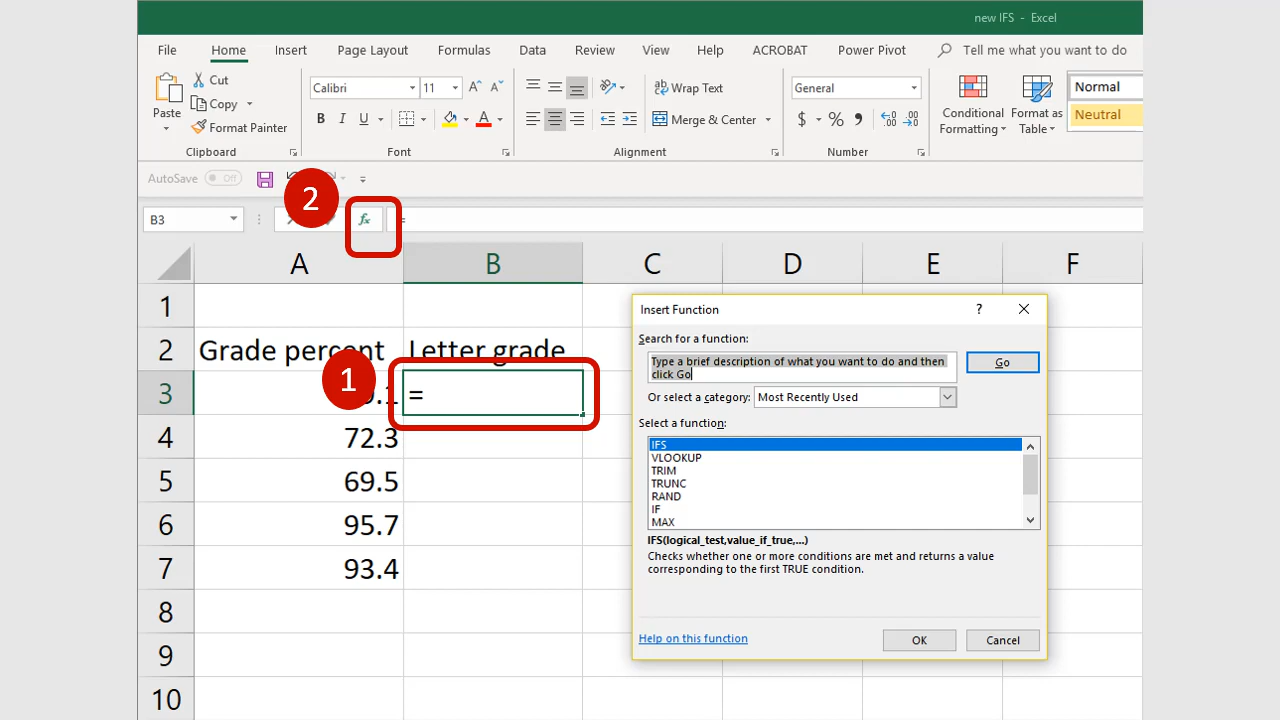 new IFS - Excel
File Home Insert Page Layout Formulas Data Review View Help ACROBAT Power Pivot Tell me what you want to do
Cut
Copy
Format Painter
Paste
Clipboard
Calibri 11
B I U A
Font
Wrap Text
Merge & Center
Alignment
General
$ % ,
Number
Conditional
Formatting
Format as
Table
Normal
Neutral
AutoSave Off
2
B3 fx =
A B C D E F
1
2 Grade percent Letter grade
1
3 =
4 72.3
5 69.5
6 95.7
7 93.4
8
9
10
Insert Function ?
Search for a function:
Type a brief description of what you want to do and then
click Go
Go
Or select a category: Most Recently Used
Select a function:
IFS
VLOOKUP
TRIM
TRUNC
RAND
IF
MAX
IFS(logical_test,value_if_true,...)
Checks whether one or more conditions are met and returns a value
corresponding to the first TRUE condition.
Help on this function
OK Cancel